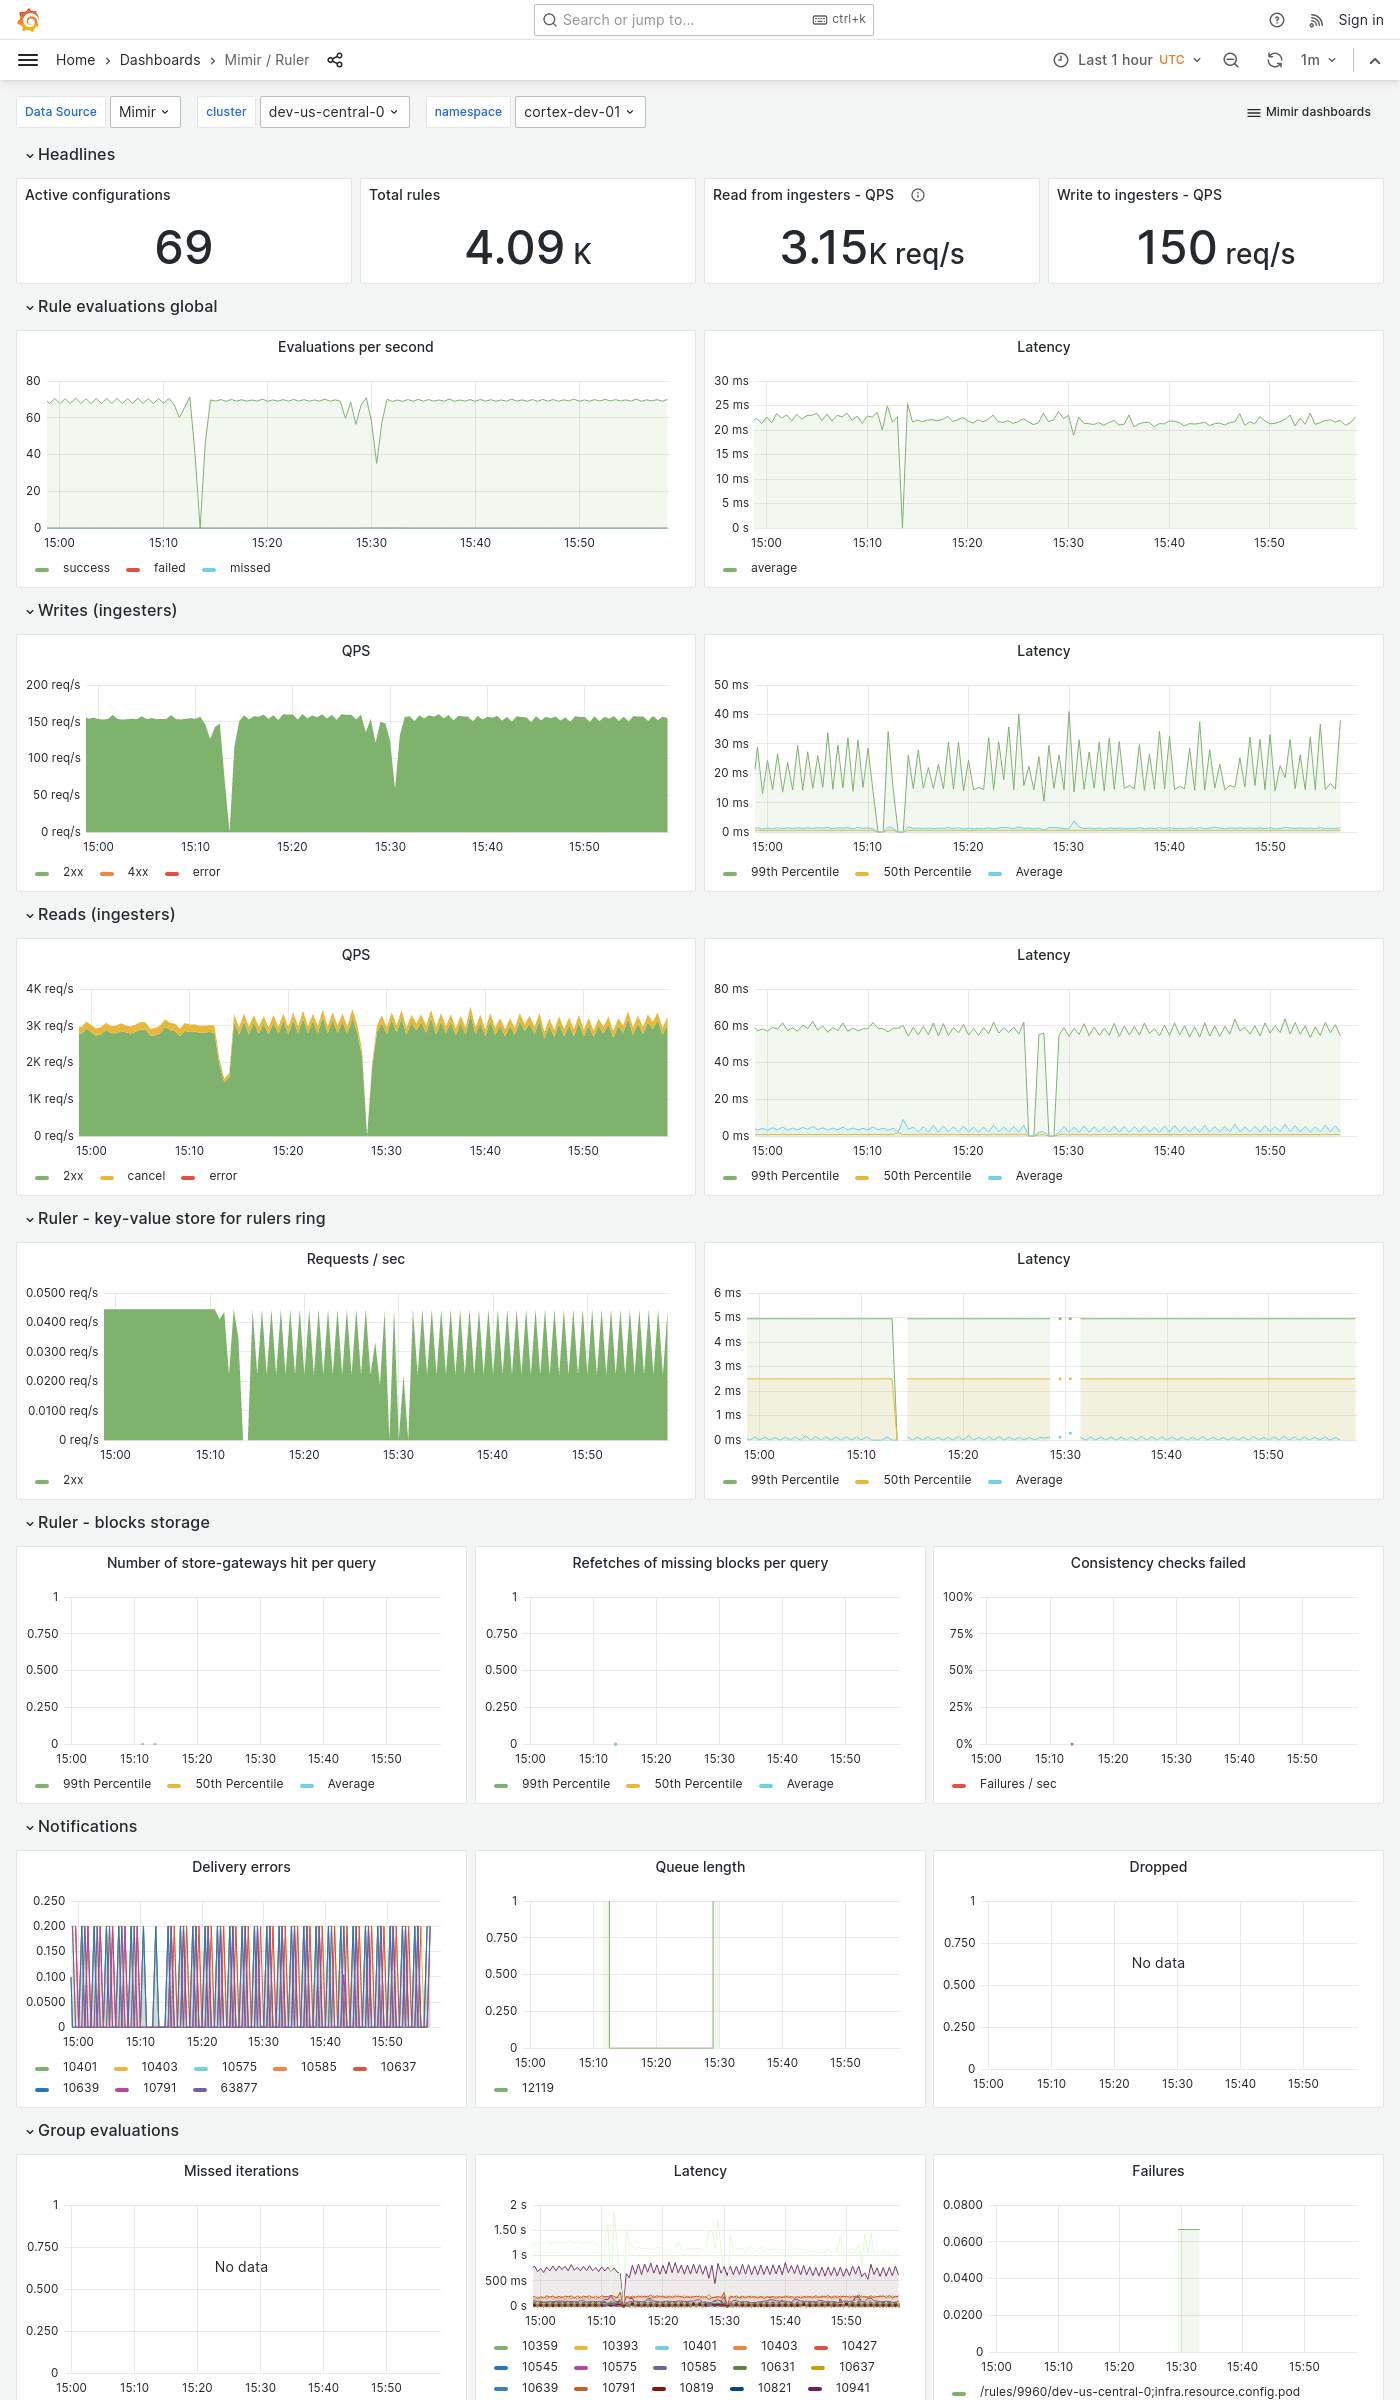 Search or jump to... ctrl+k Sign in
Home › Dashboards › Mimir / Ruler Last 1 hour UTC 1m
Data Source Mimir cluster dev-us-central-0 namespace cortex-dev-01 Mimir dashboards
Headlines
Active configurations Total rules Read from ingesters - QPS Write to ingesters - QPS
69 4.09 K 3.15K req/s 150 req/s
Rule evaluations global
Evaluations per second
80
60
40
20
0
15:00 15:10 15:20 15:30 15:40 15:50
success failed missed
Latency
30 ms
25 ms
20 ms
15 ms
10 ms
5 ms
0 s
15:00 15:10 15:20 15:30 15:40 15:50
average
Writes (ingesters)
QPS
200 req/s
150 req/s
100 req/s
50 req/s
0 req/s
15:00 15:10 15:20 15:30 15:40 15:50
2xx 4xx error
Latency
50 ms
40 ms
30 ms
20 ms
10 ms
0 ms
15:00 15:10 15:20 15:30 15:40 15:50
99th Percentile 50th Percentile Average
Reads (ingesters)
QPS
4K req/s
3K req/s
2K req/s
1K req/s
0 req/s
15:00 15:10 15:20 15:30 15:40 15:50
2xx cancel error
Latency
80 ms
60 ms
40 ms
20 ms
0 ms
15:00 15:10 15:20 15:30 15:40 15:50
99th Percentile 50th Percentile Average
Ruler - key-value store for rulers ring
Requests / sec
0.0500 req/s
0.0400 req/s
0.0300 req/s
0.0200 req/s
0.0100 req/s
0 req/s
15:00 15:10 15:20 15:30 15:40 15:50
2xx
Latency
6 ms
5 ms
4 ms
3 ms
2 ms
1 ms
0 ms
15:00 15:10 15:20 15:30 15:40 15:50
99th Percentile 50th Percentile Average
Ruler - blocks storage
Number of store-gateways hit per query
1
0.750
0.500
0.250
0
15:00 15:10 15:20 15:30 15:40 15:50
99th Percentile 50th Percentile Average
Refetches of missing blocks per query
1
0.750
0.500
0.250
0
15:00 15:10 15:20 15:30 15:40 15:50
99th Percentile 50th Percentile Average
Consistency checks failed
100%
75%
50%
25%
0%
15:00 15:10 15:20 15:30 15:40 15:50
Failures / sec
Notifications
Delivery errors
0.250
0.200
0.150
0.100
0.0500
0
15:00 15:10 15:20 15:30 15:40 15:50
10401 10403 10575 10585 10637
10639 10791 63877
Queue length
1
0.750
0.500
0.250
0
15:00 15:10 15:20 15:30 15:40 15:50
12119
Dropped
1
0.750
No data
0.500
0.250
0
15:00 15:10 15:20 15:30 15:40 15:50
Group evaluations
Missed iterations
1
0.750
No data
0.500
0.250
0
15:00 15:10 15:20 15:30 15:40 15:50
Latency
2 s
1.50 s
1 s
500 ms
0 s
15:00 15:10 15:20 15:30 15:40 15:50
10359 10393 10401 10403 10427
10545 10575 10585 10631 10637
10639 10791 10819 10821 10941
Failures
0.0800
0.0600
0.0400
0.0200
0
15:00 15:10 15:20 15:30 15:40 15:50
/rules/9960/dev-us-central-0;infra.resource.config.pod